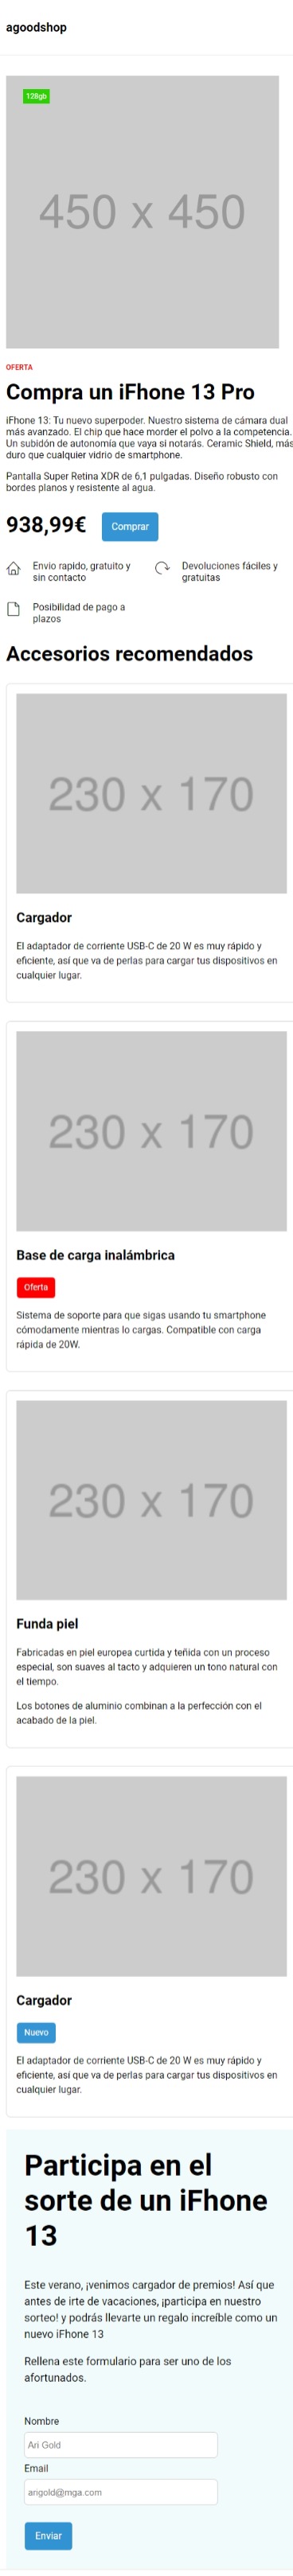 agoodshop
128gb
450 x 450
OFERTA
Compra un iFhone 13 Pro
iFhone 13: Tu nuevo superpoder. Nuestro sistema de cámara dual
más avanzado. El chip que hace morder el polvo a la competencia.
Un subidón de autonomía que vaya si notarás. Ceramic Shield, más
duro que cualquier vidrio de smartphone.
Pantalla Super Retina XDR de 6,1 pulgadas. Diseño robusto con
bordes planos y resistente al agua.
938,99€ Comprar
Envio rapido, gratuito y
sin contacto
Devoluciones fáciles y
gratuitas
Posibilidad de pago a
plazos
Accesorios recomendados
230 x 170
Cargador
El adaptador de corriente USB-C de 20 W es muy rápido y
eficiente, así que va de perlas para cargar tus dispositivos en
cualquier lugar.
230 x 170
Base de carga inalámbrica
Oferta
Sistema de soporte para que sigas usando tu smartphone
cómodamente mientras lo cargas. Compatible con carga
rápida de 20W.
230 x 170
Funda piel
Fabricadas en piel europea curtida y teñida con un proceso
especial, son suaves al tacto y adquieren un tono natural con
el tiempo.
Los botones de aluminio combinan a la perfección con el
acabado de la piel.
230 x 170
Cargador
Nuevo
El adaptador de corriente USB-C de 20 W es muy rápido y
eficiente, así que va de perlas para cargar tus dispositivos en
cualquier lugar.
Participa en el
sorte de un iFhone
13
Este verano, ¡venimos cargador de premios! Así que
antes de irte de vacaciones, ¡participa en nuestro
sorteo! y podrás llevarte un regalo increíble como un
nuevo iFhone 13
Rellena este formulario para ser uno de los
afortunados.
Nombre
Ari Gold
Email
arigold@mga.com
Enviar